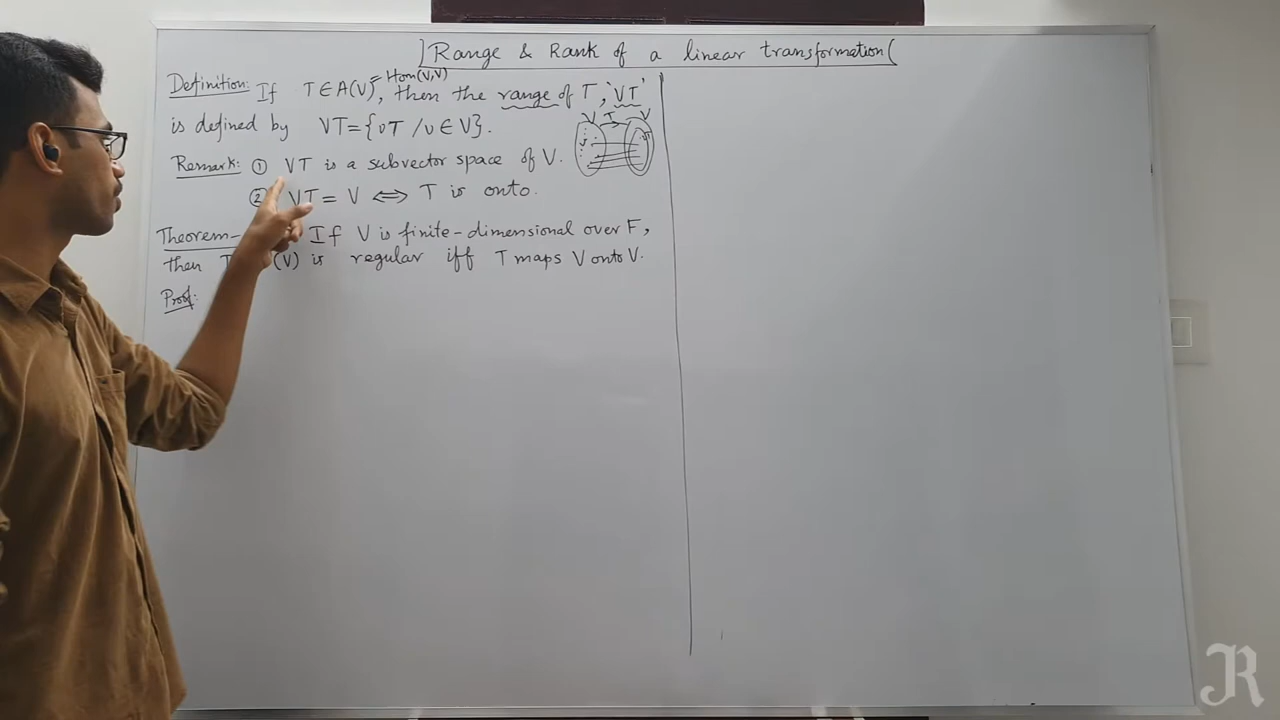 Range & Rank of a linear transformation
Definition: If T∈A(V), then the range of T, 'VT'
Hom(V,V)
is defined by VT={vT / v∈V}.
V T V
Remark: ① VT is a subvector space of V.
② VT = V ⟺ T is onto.
Theorem- If V is finite-dimensional over F,
then T (V) is regular iff T maps V onto V.
Proof:
R